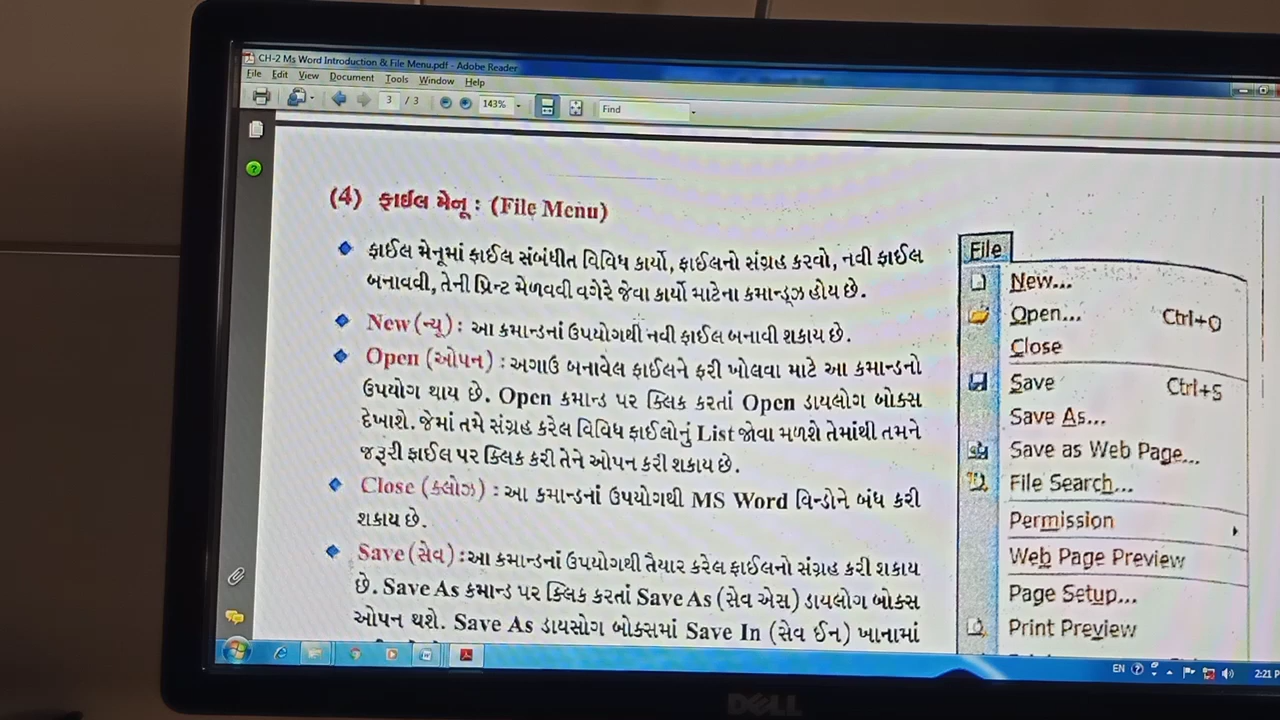 CH-2 Ms Word Introduction & File Menu.pdf - Adobe Reader
File Edit View Document Tools Window Help
3 / 3 143% Find
(4) ફાઈલ મેનૂ : (File Menu)
ફાઈલ મેનૂમાં ફાઈલ સંબંધીત વિવિધ કાર્યો, ફાઈલનો સંગ્રહ કરવો, નવી ફાઈલ
બનાવવી, તેની પ્રિન્ટ મેળવવી વગેરે જેવા કાર્યો માટેના કમાન્ડ્ઝ હોય છે.
New (ન્યૂ) : આ કમાન્ડનાં ઉપયોગથી નવી ફાઈલ બનાવી શકાય છે.
Open (ઓપન) : અગાઉ બનાવેલ ફાઈલને ફરી ખોલવા માટે આ કમાન્ડનો
ઉપયોગ થાય છે. Open કમાન્ડ પર ક્લિક કરતાં Open ડાયલોગ બોક્સ
દેખાશે. જેમાં તમે સંગ્રહ કરેલ વિવિધ ફાઈલોનું List જોવા મળશે તેમાંથી તમને
જરૂરી ફાઈલ પર ક્લિક કરી તેને ઓપન કરી શકાય છે.
Close (ક્લોઝ) : આ કમાન્ડનાં ઉપયોગથી MS Word વિન્ડોને બંધ કરી
શકાય છે.
Save (સેવ) : આ કમાન્ડનાં ઉપયોગથી તૈયાર કરેલ ફાઈલનો સંગ્રહ કરી શકાય
છે. Save As કમાન્ડ પર ક્લિક કરતાં Save As (સેવ એસ) ડાયલોગ બોક્સ
ઓપન થશે. Save As ડાયસોગ બોક્સમાં Save In (સેવ ઈન) ખાનામાં
File
New...
Open... Ctrl+O
Close
Save Ctrl+S
Save As...
Save as Web Page...
File Search...
Permission
Web Page Preview
Page Setup...
Print Preview
EN 2:21 P
DELL